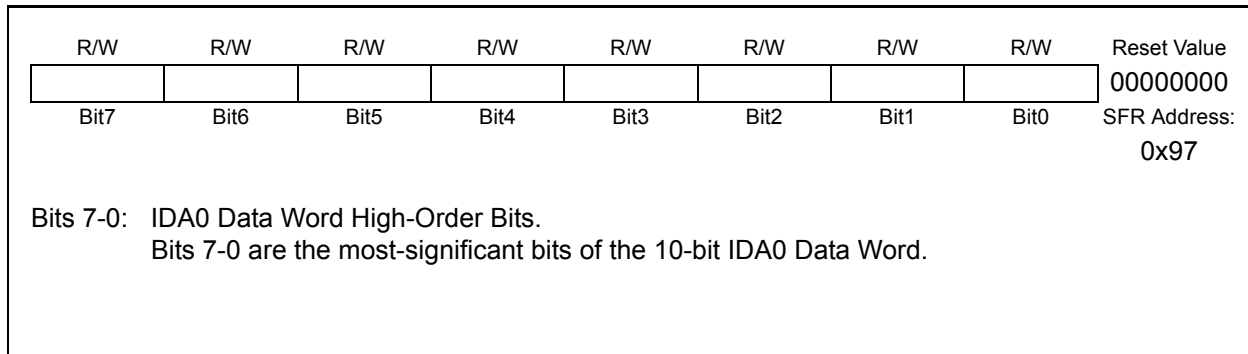 R/W R/W R/W R/W R/W R/W R/W R/W Reset Value
00000000
Bit7 Bit6 Bit5 Bit4 Bit3 Bit2 Bit1 Bit0 SFR Address:
0x97
Bits 7-0: IDA0 Data Word High-Order Bits.
Bits 7-0 are the most-significant bits of the 10-bit IDA0 Data Word.